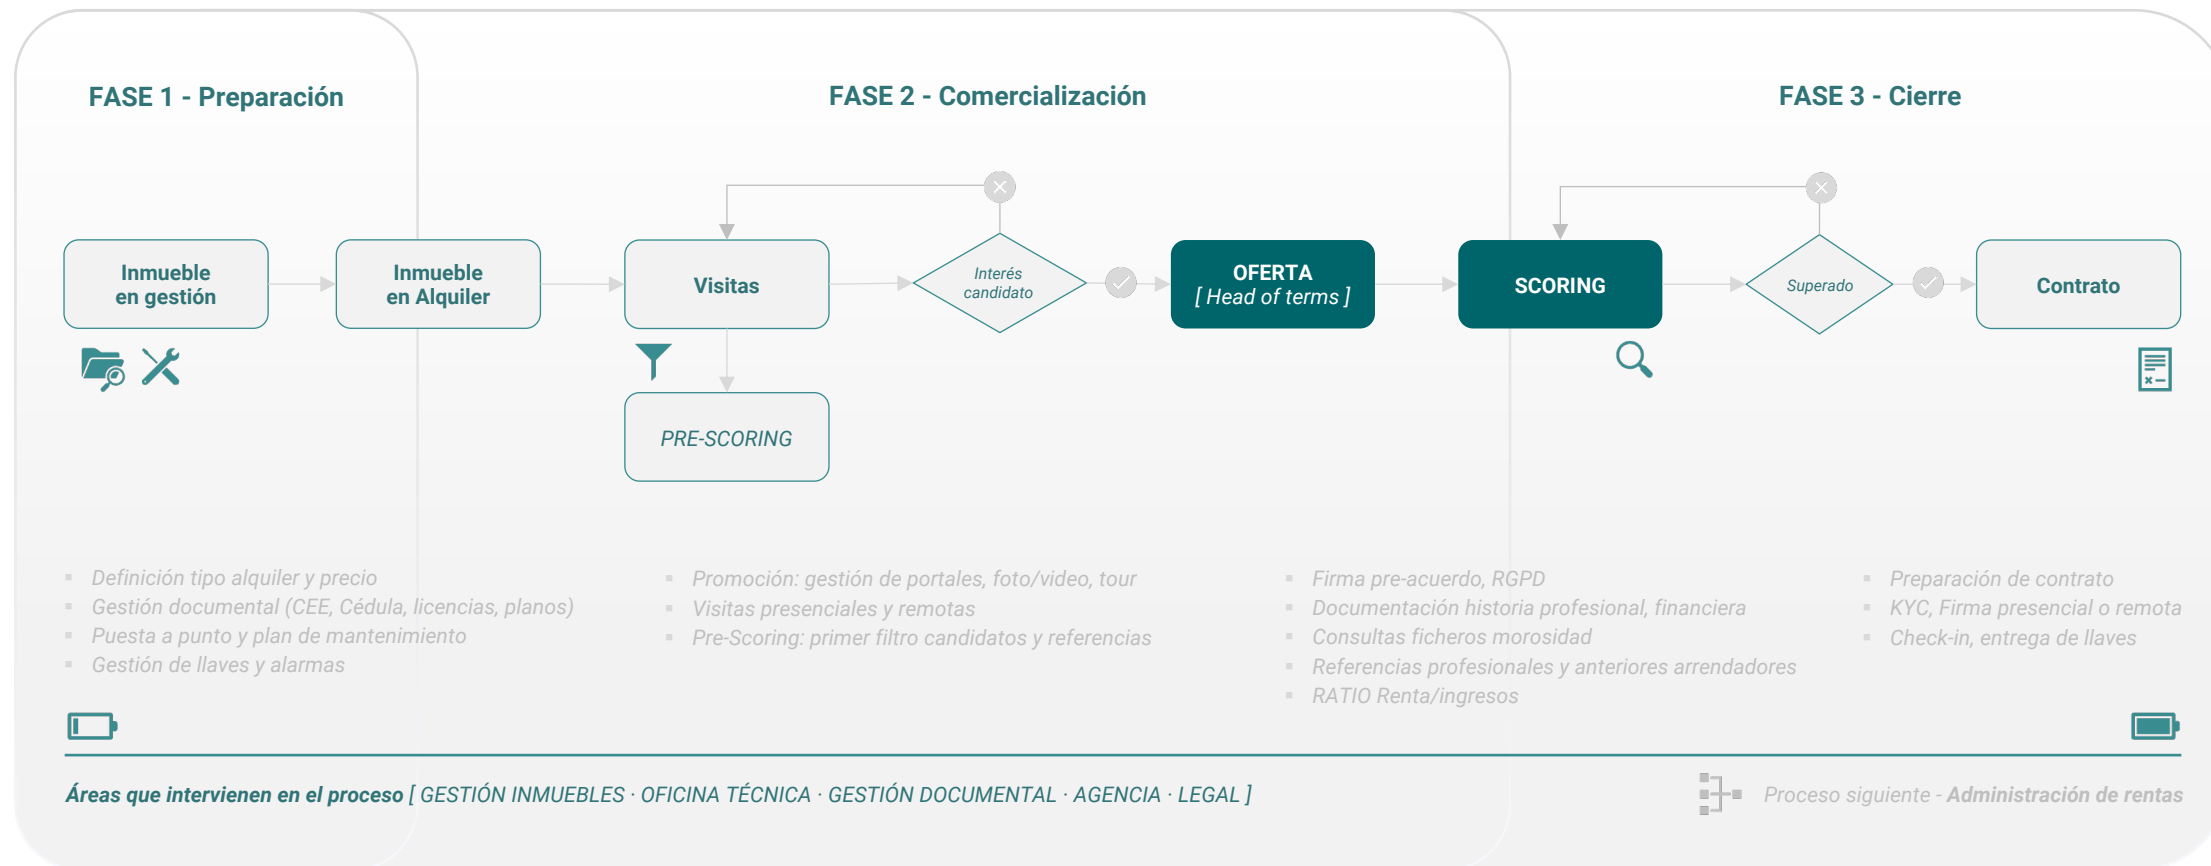 FASE 1 - Preparación
FASE 2 - Comercialización
FASE 3 - Cierre
Inmueble
en gestión
Inmueble
en Alquiler
Visitas
Interés
candidato
OFERTA
[ Head of terms ]
SCORING
Superado
Contrato
PRE-SCORING
▪ Definición tipo alquiler y precio
▪ Gestión documental (CEE, Cédula, licencias, planos)
▪ Puesta a punto y plan de mantenimiento
▪ Gestión de llaves y alarmas
▪ Promoción: gestión de portales, foto/video, tour
▪ Visitas presenciales y remotas
▪ Pre-Scoring: primer filtro candidatos y referencias
▪ Firma pre-acuerdo, RGPD
▪ Documentación historia profesional, financiera
▪ Consultas ficheros morosidad
▪ Referencias profesionales y anteriores arrendadores
▪ RATIO Renta/ingresos
▪ Preparación de contrato
▪ KYC, Firma presencial o remota
▪ Check-in, entrega de llaves
Áreas que intervienen en el proceso [ GESTIÓN INMUEBLES · OFICINA TÉCNICA · GESTIÓN DOCUMENTAL · AGENCIA · LEGAL ]
Proceso siguiente - Administración de rentas